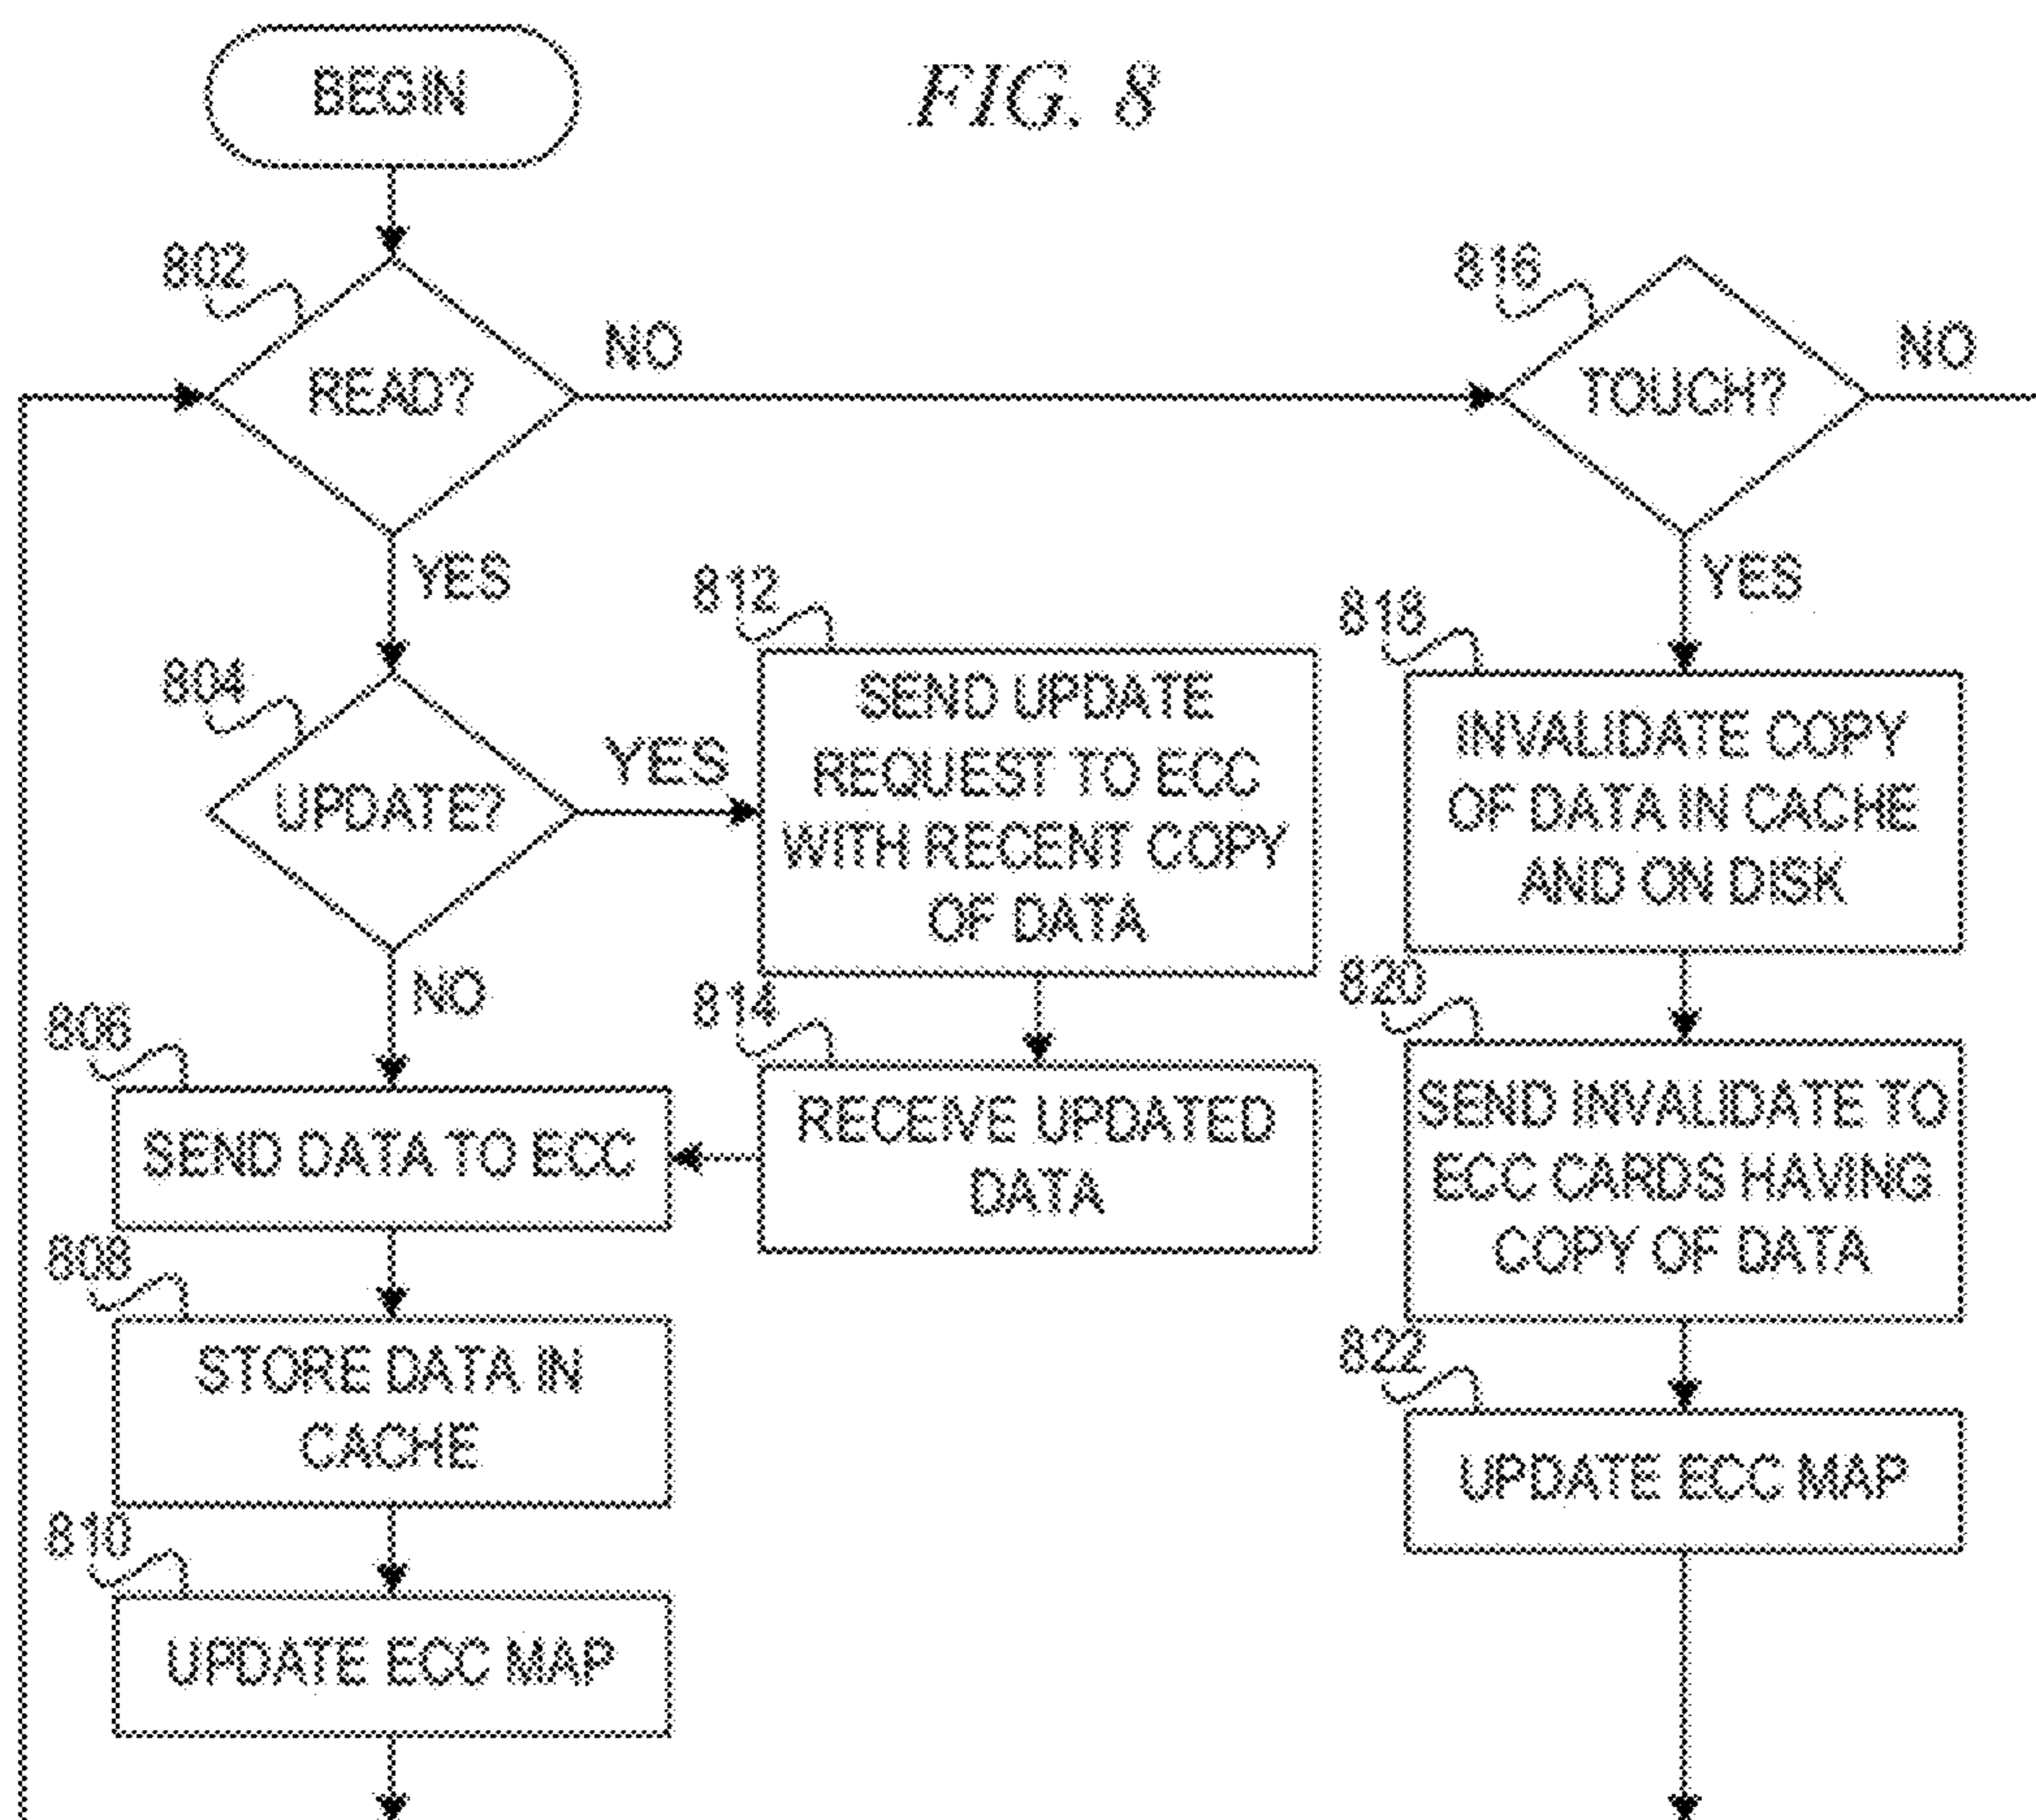 BEGIN
FIG. 8
802
READ?
NO
816
TOUCH?
NO
YES
YES
804
UPDATE?
YES
812
SEND UPDATE
REQUEST TO ECC
WITH RECENT COPY
OF DATA
818
INVALIDATE COPY
OF DATA IN CACHE
AND ON DISK
NO
806
SEND DATA TO ECC
814
RECEIVE UPDATED
DATA
820
SEND INVALIDATE TO
ECC CARDS HAVING
COPY OF DATA
808
STORE DATA IN
CACHE
822
UPDATE ECC MAP
810
UPDATE ECC MAP